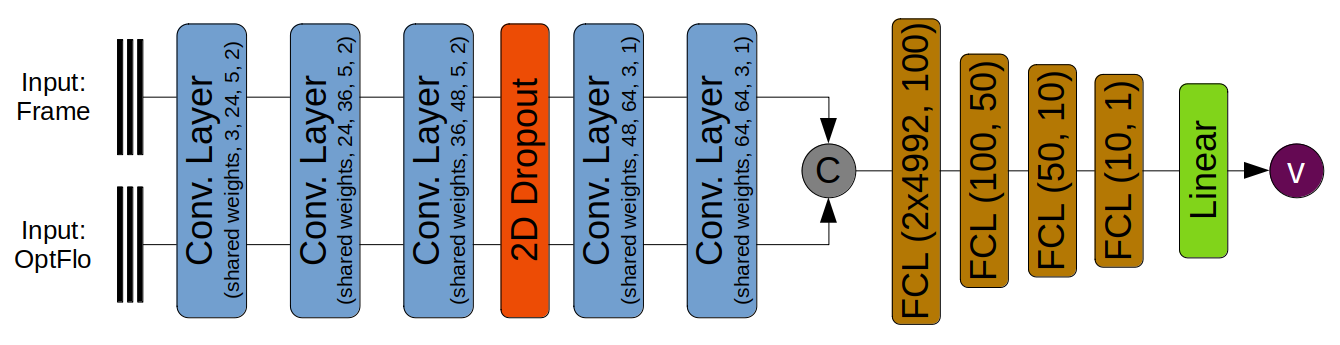 Input:
Frame
Input:
OptFlo
Conv. Layer
(shared weights, 3, 24, 5, 2)
Conv. Layer
(shared weights, 24, 36, 5, 2)
Conv. Layer
(shared weights, 36, 48, 5, 2)
2D Dropout
Conv. Layer
(shared weights, 48, 64, 3, 1)
Conv. Layer
(shared weights, 64, 64, 3, 1)
C
FCL (2x4992, 100)
FCL (100, 50)
FCL (50, 10)
FCL (10, 1)
Linear
v